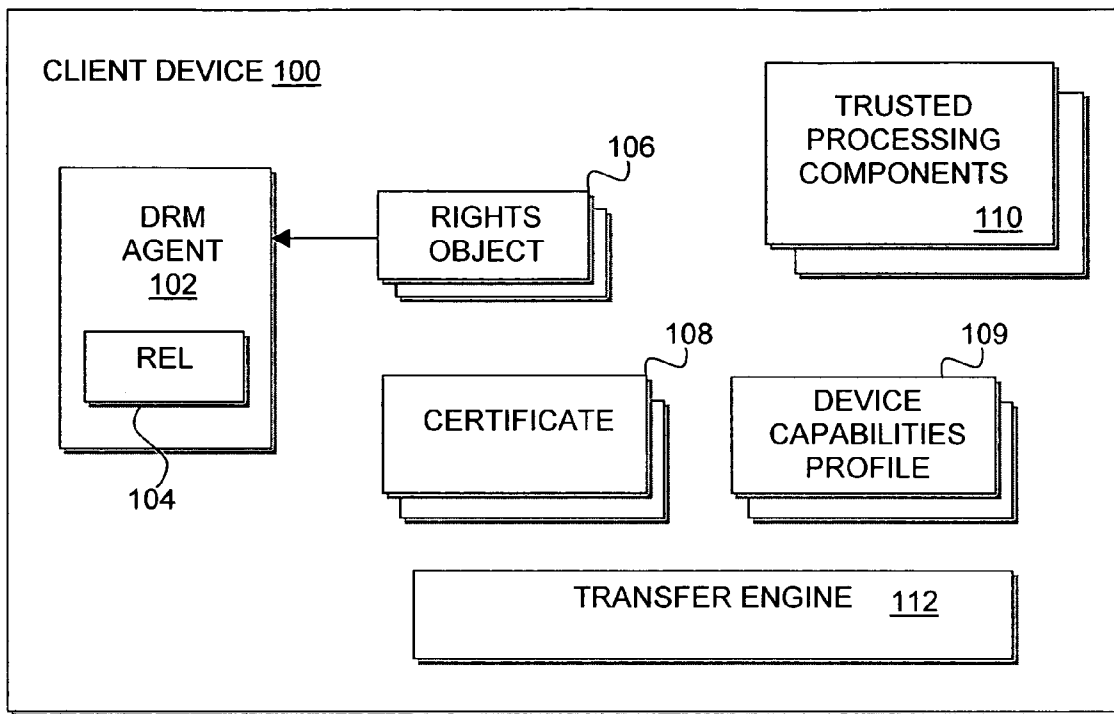 CLIENT DEVICE 100
TRUSTED
PROCESSING
COMPONENTS
110
106
RIGHTS
OBJECT
DRM
AGENT
102
REL
104
108
CERTIFICATE
109
DEVICE
CAPABILITIES
PROFILE
TRANSFER ENGINE 112